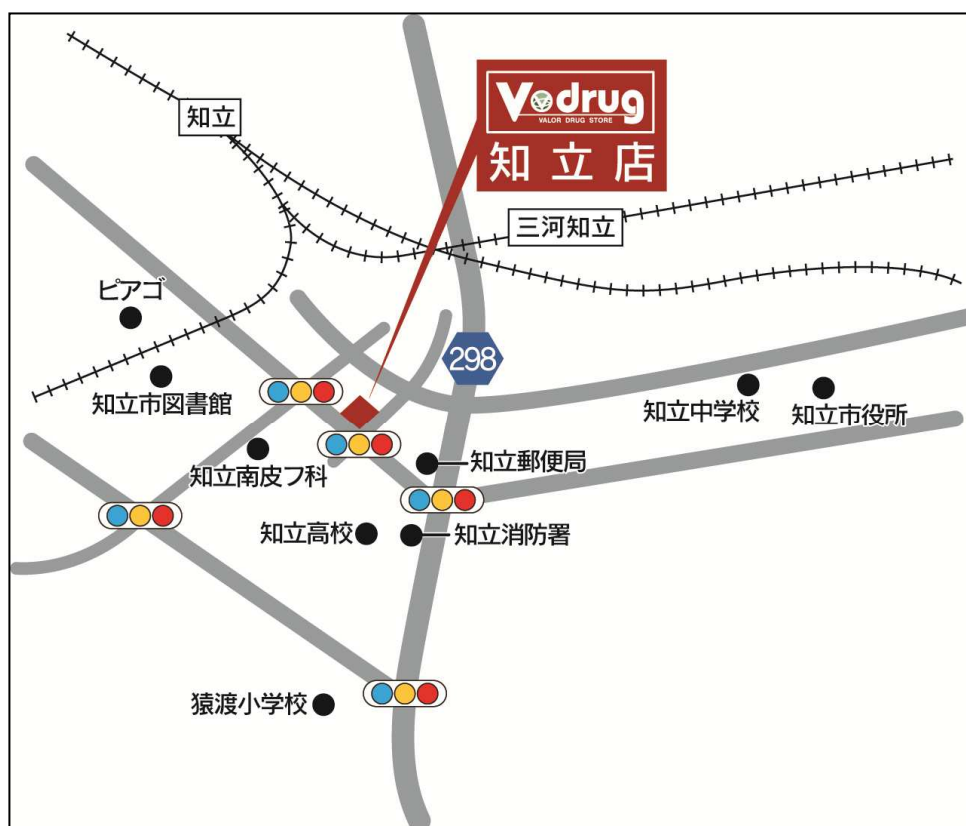 知立
V drug
VALOR DRUG STORE
知立店
三河知立
ピアゴ
298
知立市図書館
知立中学校
知立市役所
知立南皮フ科
知立郵便局
知立高校
知立消防署
猿渡小学校